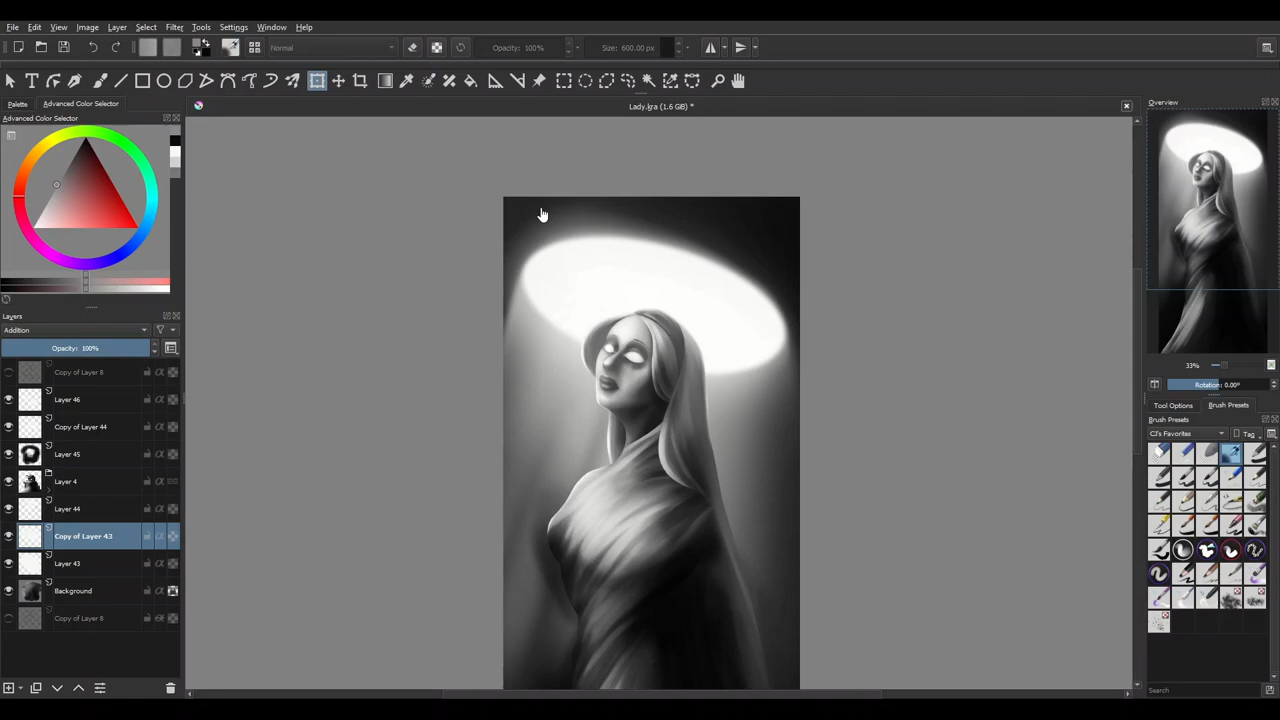 File Edit View Image Layer Select Filter Tools Settings Window Help
Normal Opacity: 100% Size: 600.00 px
Palette Advanced Color Selector
Lady.kra (1.6 GB) *
Overview
Advanced Color Selector
Layers
Addition
Opacity: 100%
Copy of Layer 8
Layer 46
Copy of Layer 44
Layer 45
Layer 4
Layer 44
Copy of Layer 43
Layer 43
Background
Copy of Layer 8
33%
Rotation: 0.00°
Tool Options Brush Presets
Brush Presets
CJ's Favorites Tag
Search